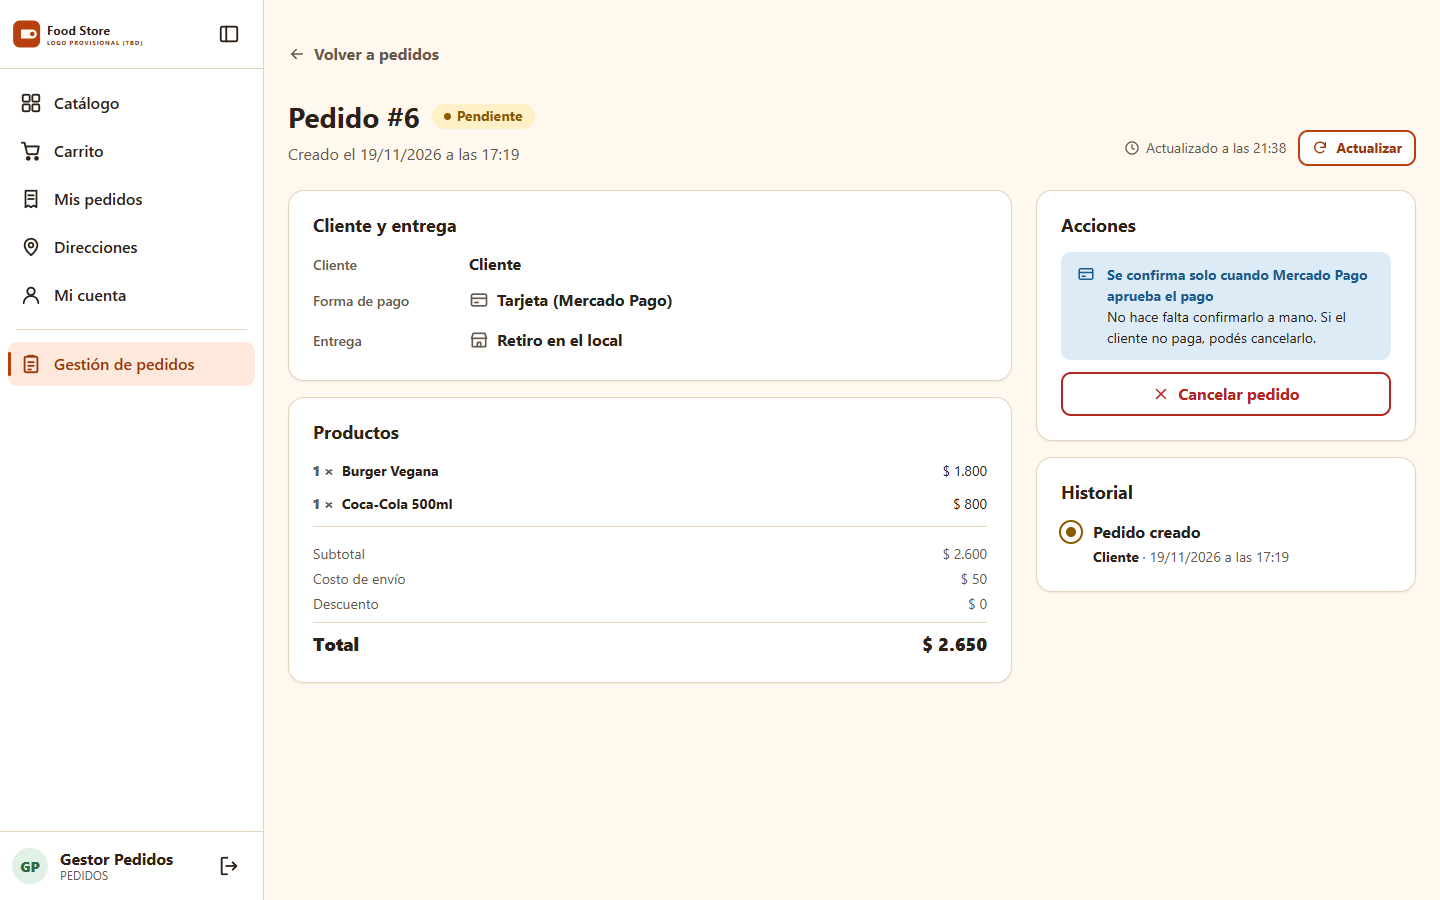 Food Store
LOGO PROVISIONAL (TBD)
Catálogo
Carrito
Mis pedidos
Direcciones
Mi cuenta
Gestión de pedidos
GP
Gestor Pedidos
PEDIDOS
Volver a pedidos
Pedido #6
Pendiente
Creado el 19/11/2026 a las 17:19
Actualizado a las 21:38
Actualizar
Cliente y entrega
Cliente Cliente
Forma de pago Tarjeta (Mercado Pago)
Entrega Retiro en el local
Productos
1 × Burger Vegana $ 1.800
1 × Coca-Cola 500ml $ 800
Subtotal $ 2.600
Costo de envío $ 50
Descuento $ 0
Total $ 2.650
Acciones
Se confirma solo cuando Mercado Pago
aprueba el pago
No hace falta confirmarlo a mano. Si el
cliente no paga, podés cancelarlo.
Cancelar pedido
Historial
Pedido creado
Cliente · 19/11/2026 a las 17:19